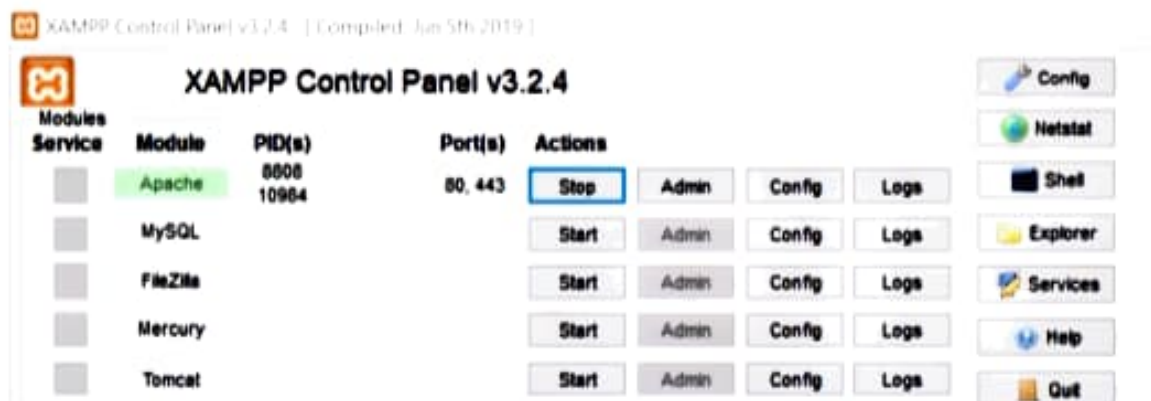 XAMPP Control Panel v3.2.4 [ Compiled: Jun 5th 2019 ]
XAMPP Control Panel v3.2.4
Config
Modules
Service Module PID(s) Port(s) Actions
Netstat
Apache 8808 10984 80, 443 Stop Admin Config Logs
Shell
MySQL Start Admin Config Logs
Explorer
FileZilla Start Admin Config Logs
Services
Mercury Start Admin Config Logs
Help
Tomcat Start Admin Config Logs
Quit